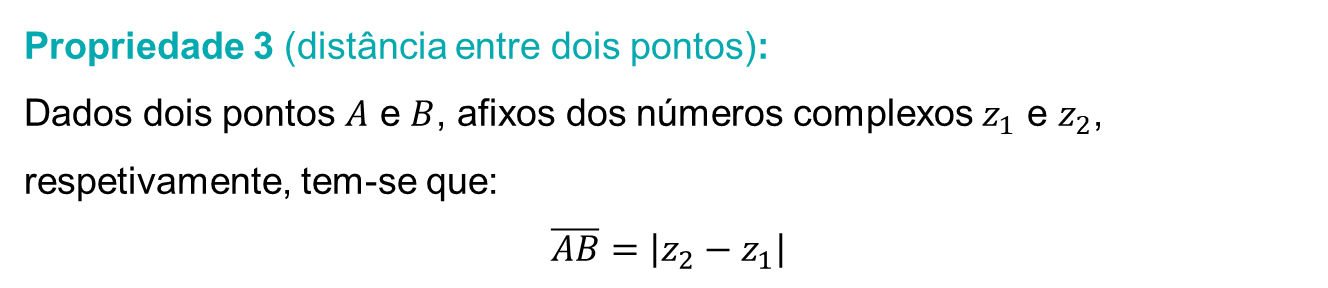 Propriedade 3 (distância entre dois pontos):
Dados dois pontos 𝐴 e 𝐵, afixos dos números complexos 𝑧₁ e 𝑧₂,
respetivamente, tem-se que:
A̅B̅ = |𝑧₂ − 𝑧₁|